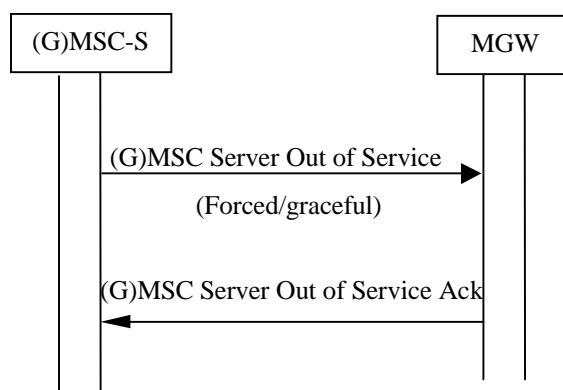 (G)MSC-S
MGW
(G)MSC Server Out of Service
(Forced/graceful)
(G)MSC Server Out of Service Ack